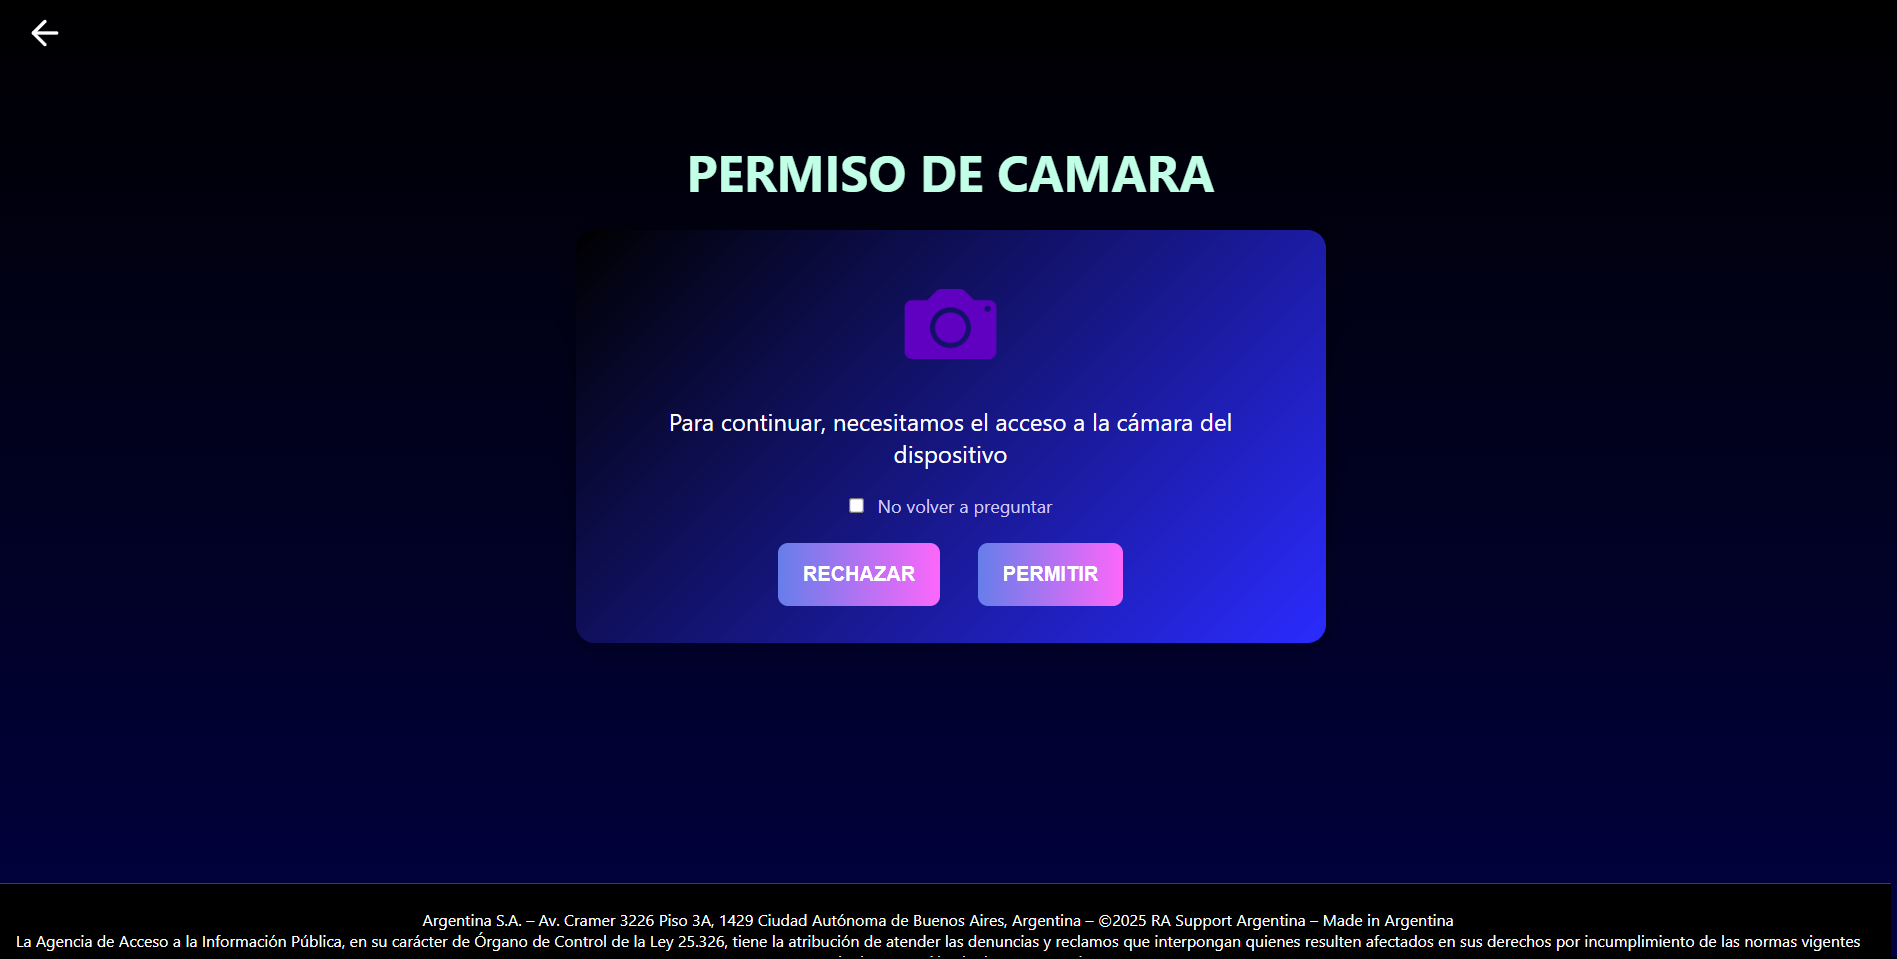 PERMISO DE CAMARA
Para continuar, necesitamos el acceso a la cámara del
dispositivo
No volver a preguntar
RECHAZAR
PERMITIR
Argentina S.A. – Av. Cramer 3226 Piso 3A, 1429 Ciudad Autónoma de Buenos Aires, Argentina – ©2025 RA Support Argentina – Made in Argentina
La Agencia de Acceso a la Información Pública, en su carácter de Órgano de Control de la Ley 25.326, tiene la atribución de atender las denuncias y reclamos que interpongan quienes resulten afectados en sus derechos por incumplimiento de las normas vigentes